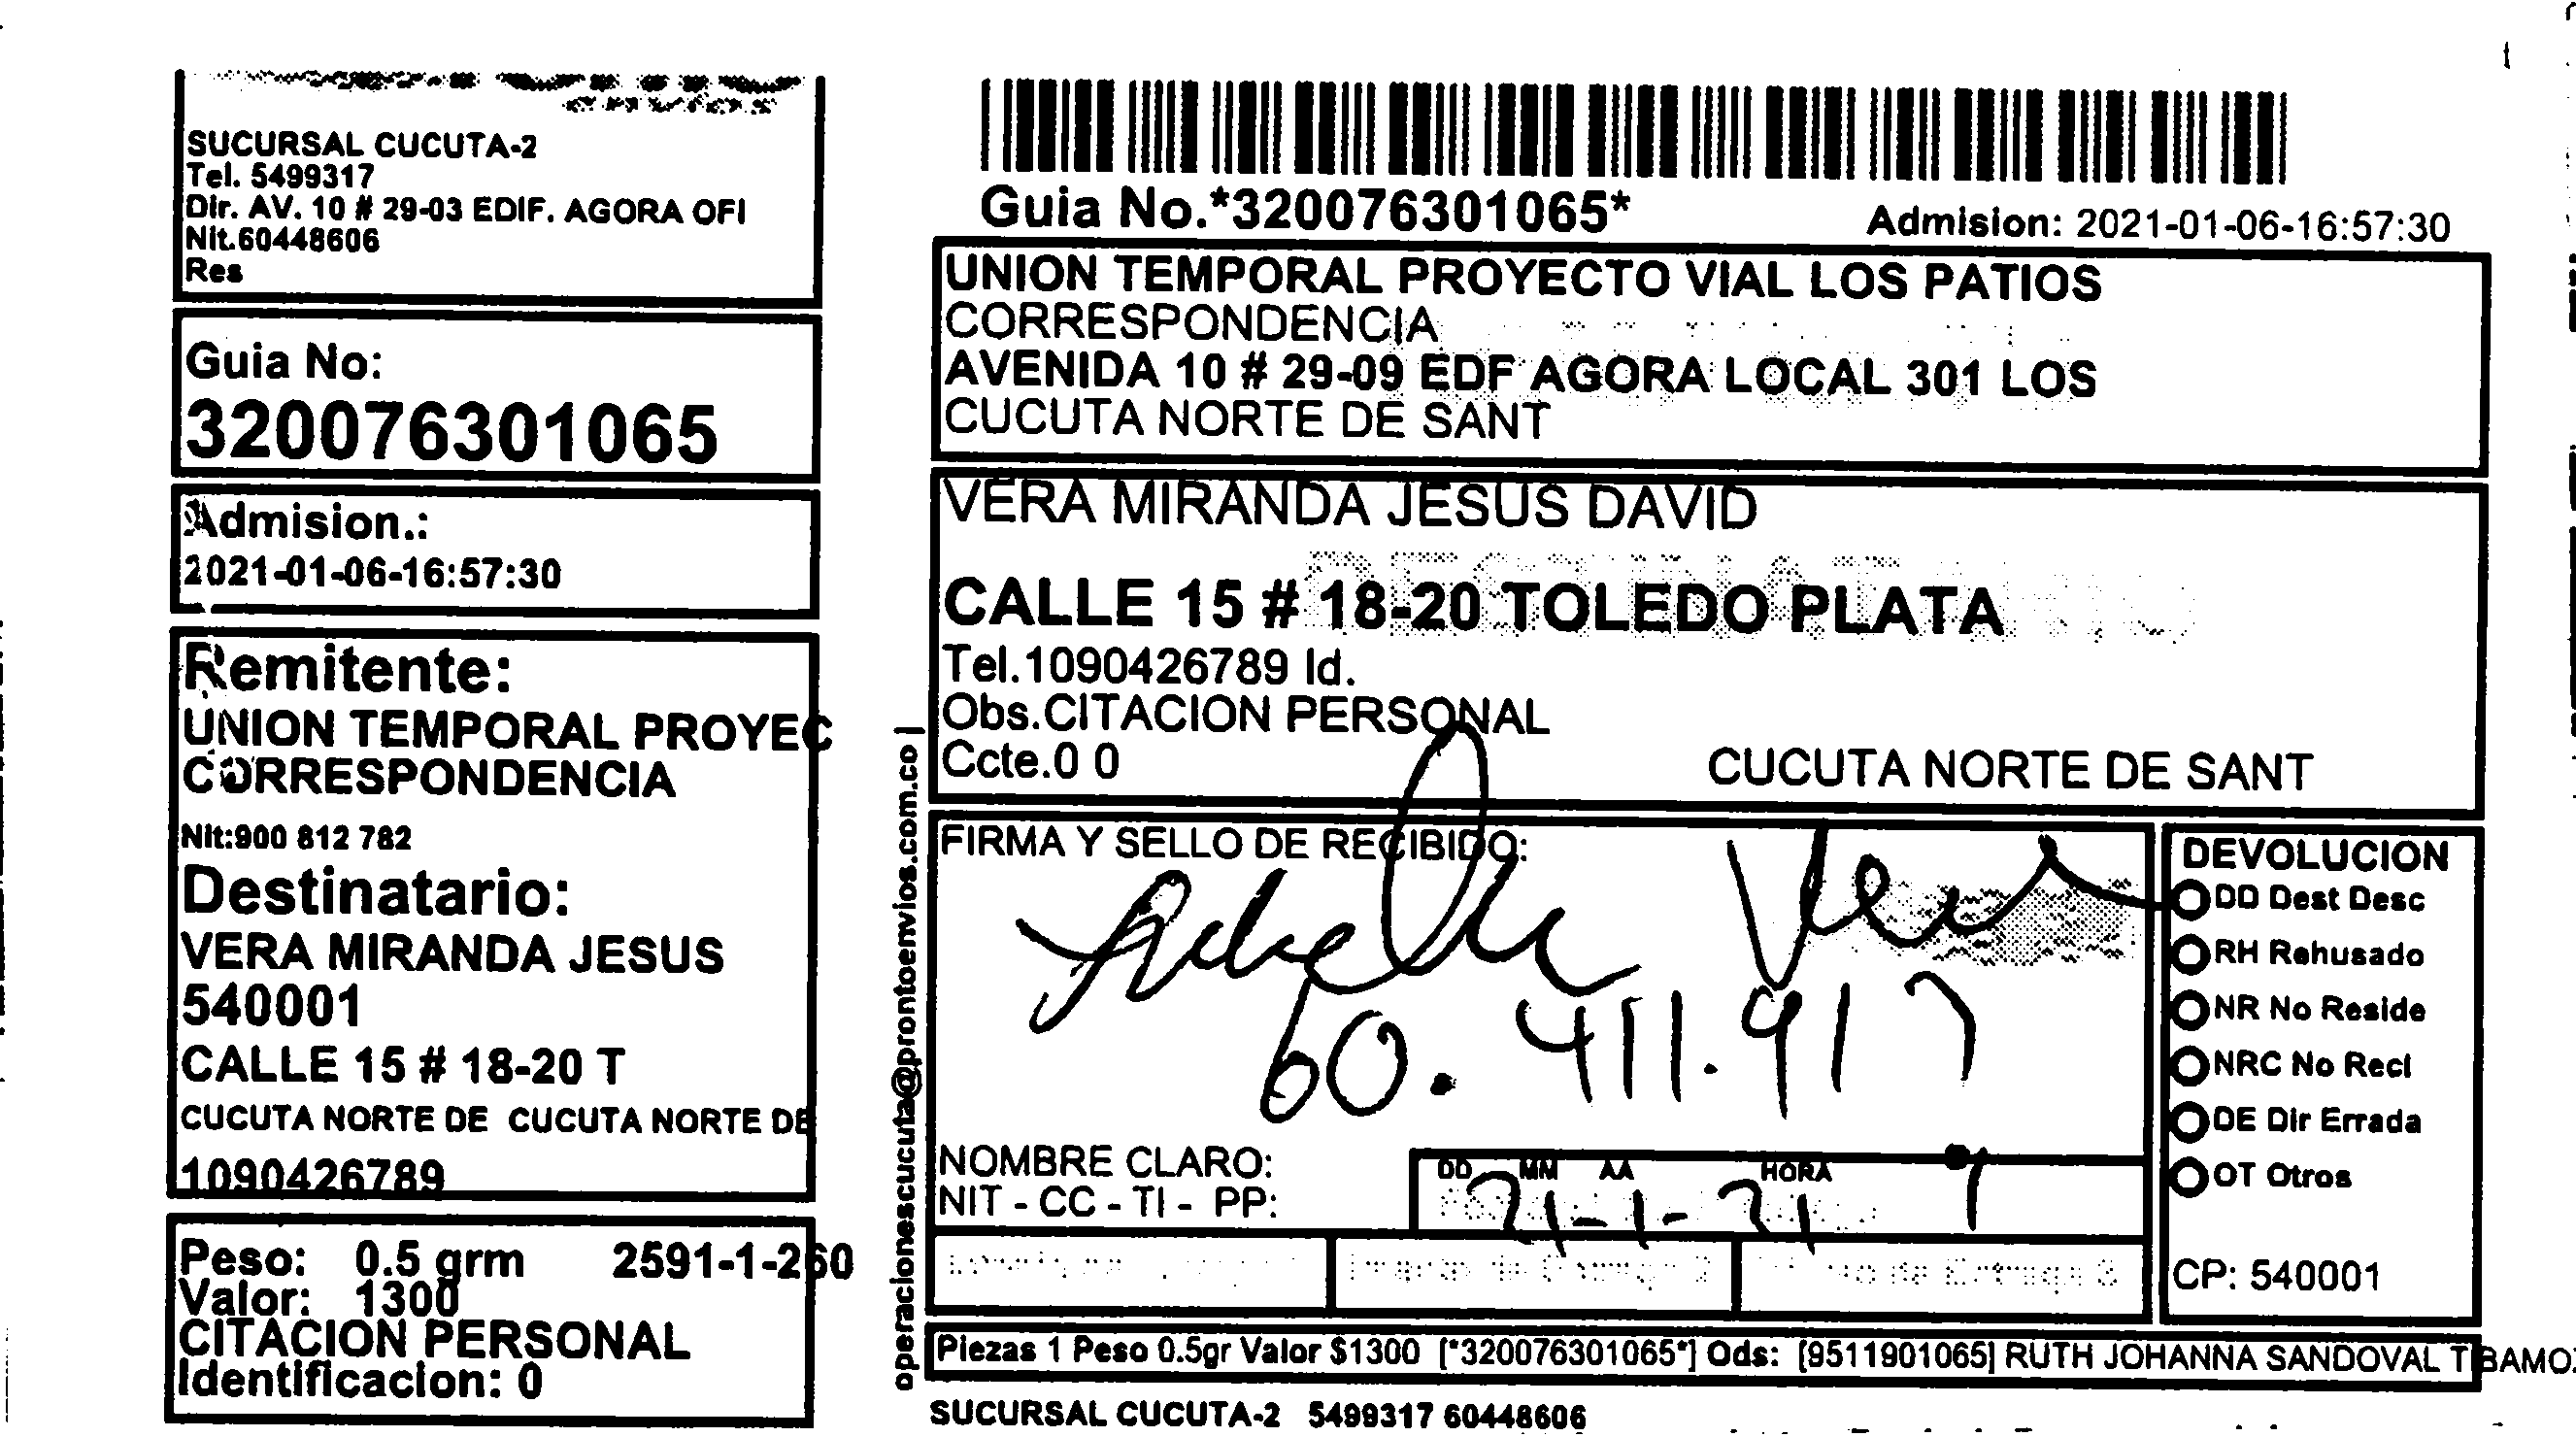 SUCURSAL CUCUTA-2
Tel. 5499317
Dir. AV. 10 # 29-03 EDIF. AGORA OFI
Nit.60448606
Res
Guia No:
320076301065
Admision.:
2021-01-06-16:57:30
Remitente:
UNION TEMPORAL PROYEC
CORRESPONDENCIA
Nit:900 812 782
Destinatario:
VERA MIRANDA JESUS
540001
CALLE 15 # 18-20 T
CUCUTA NORTE DE CUCUTA NORTE DE
1090426789
Peso: 0.5 grm 2591-1-260
Valor: 1300
CITACION PERSONAL
Identificacion: 0
operacionescucuta@prontoenvios.com.co |
Guia No.*320076301065*
Admision: 2021-01-06-16:57:30
UNION TEMPORAL PROYECTO VIAL LOS PATIOS
CORRESPONDENCIA
AVENIDA 10 # 29-09 EDF AGORA LOCAL 301 LOS
CUCUTA NORTE DE SANT
VERA MIRANDA JESUS DAVID
CALLE 15 # 18-20 TOLEDO PLATA
Tel.1090426789 Id.
Obs.CITACION PERSONAL
Ccte.0 0 CUCUTA NORTE DE SANT
FIRMA Y SELLO DE RECIBIDO:
Vera
60.411.917
NOMBRE CLARO:
NIT - CC - TI - PP:
DD MM AA HORA
21-1-21
DEVOLUCION
DD Dest Desc
RH Rehusado
NR No Reside
NRC No Recl
DE Dir Errada
OT Otros
CP: 540001
Piezas 1 Peso 0.5gr Valor $1300 [*320076301065*] Ods: [9511901065] RUTH JOHANNA SANDOVAL TIBAMO
SUCURSAL CUCUTA-2 5499317 60448606